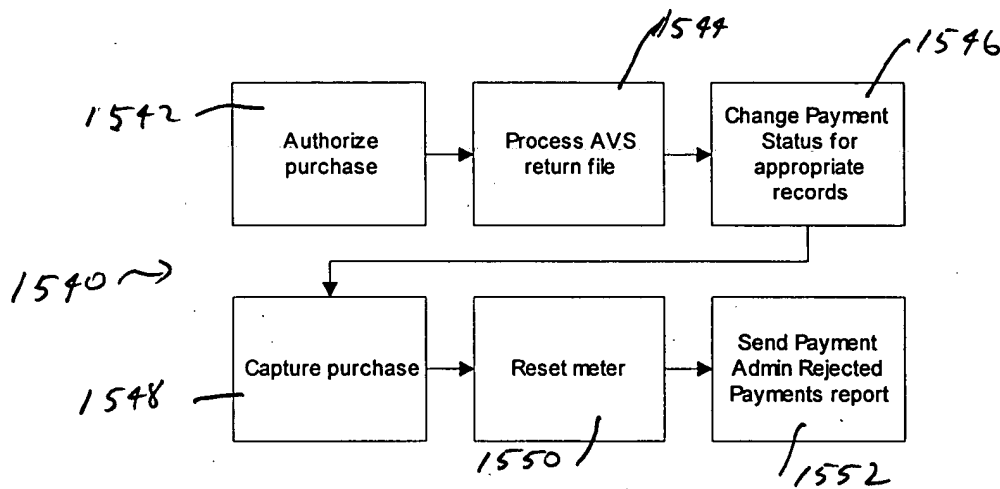 1542
Authorize
purchase
1544
Process AVS
return file
1546
Change Payment
Status for
appropriate
records
1540
1548
Capture purchase
1550
Reset meter
1552
Send Payment
Admin Rejected
Payments report